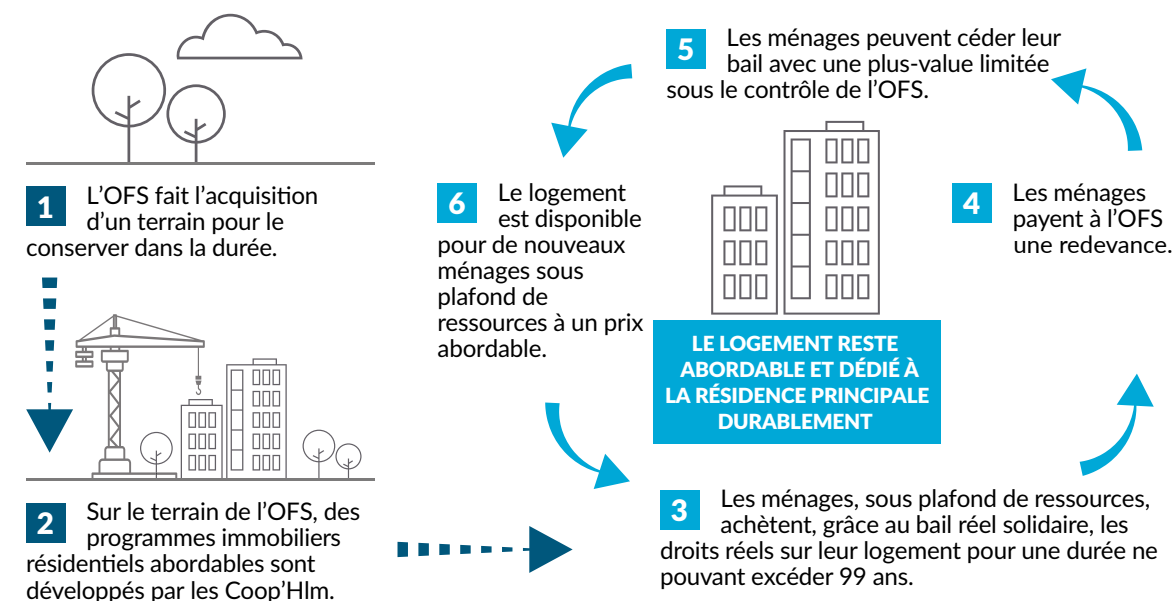 1 L’OFS fait l’acquisition
d’un terrain pour le
conserver dans la durée.
2 Sur le terrain de l’OFS, des
programmes immobiliers
résidentiels abordables sont
développés par les Coop’Hlm.
3 Les ménages, sous plafond de ressources,
achètent, grâce au bail réel solidaire, les
droits réels sur leur logement pour une durée ne
pouvant excéder 99 ans.
4 Les ménages
payent à l’OFS
une redevance.
5 Les ménages peuvent céder leur
bail avec une plus-value limitée
sous le contrôle de l’OFS.
6 Le logement
est disponible
pour de nouveaux
ménages sous
plafond de
ressources à un prix
abordable.
LE LOGEMENT RESTE
ABORDABLE ET DÉDIÉ À
LA RÉSIDENCE PRINCIPALE
DURABLEMENT